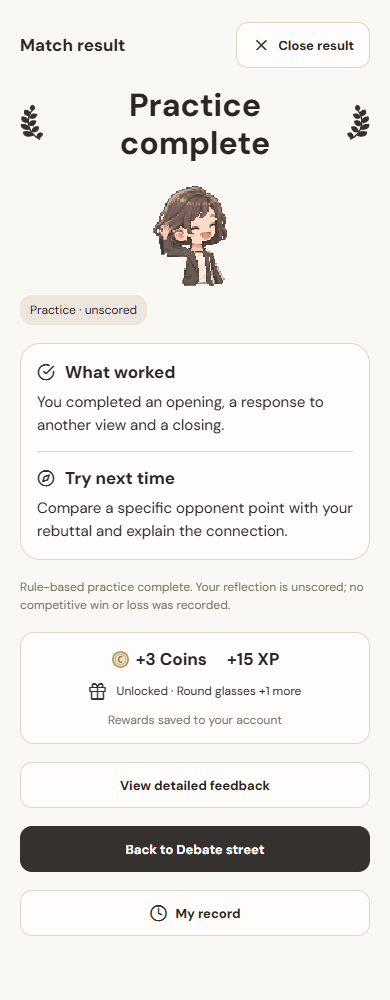 Match result
Close result
Practice
complete
Practice · unscored
What worked
You completed an opening, a response to
another view and a closing.
Try next time
Compare a specific opponent point with your
rebuttal and explain the connection.
Rule-based practice complete. Your reflection is unscored; no
competitive win or loss was recorded.
C
+3 Coins +15 XP
Unlocked · Round glasses +1 more
Rewards saved to your account
View detailed feedback
Back to Debate street
My record